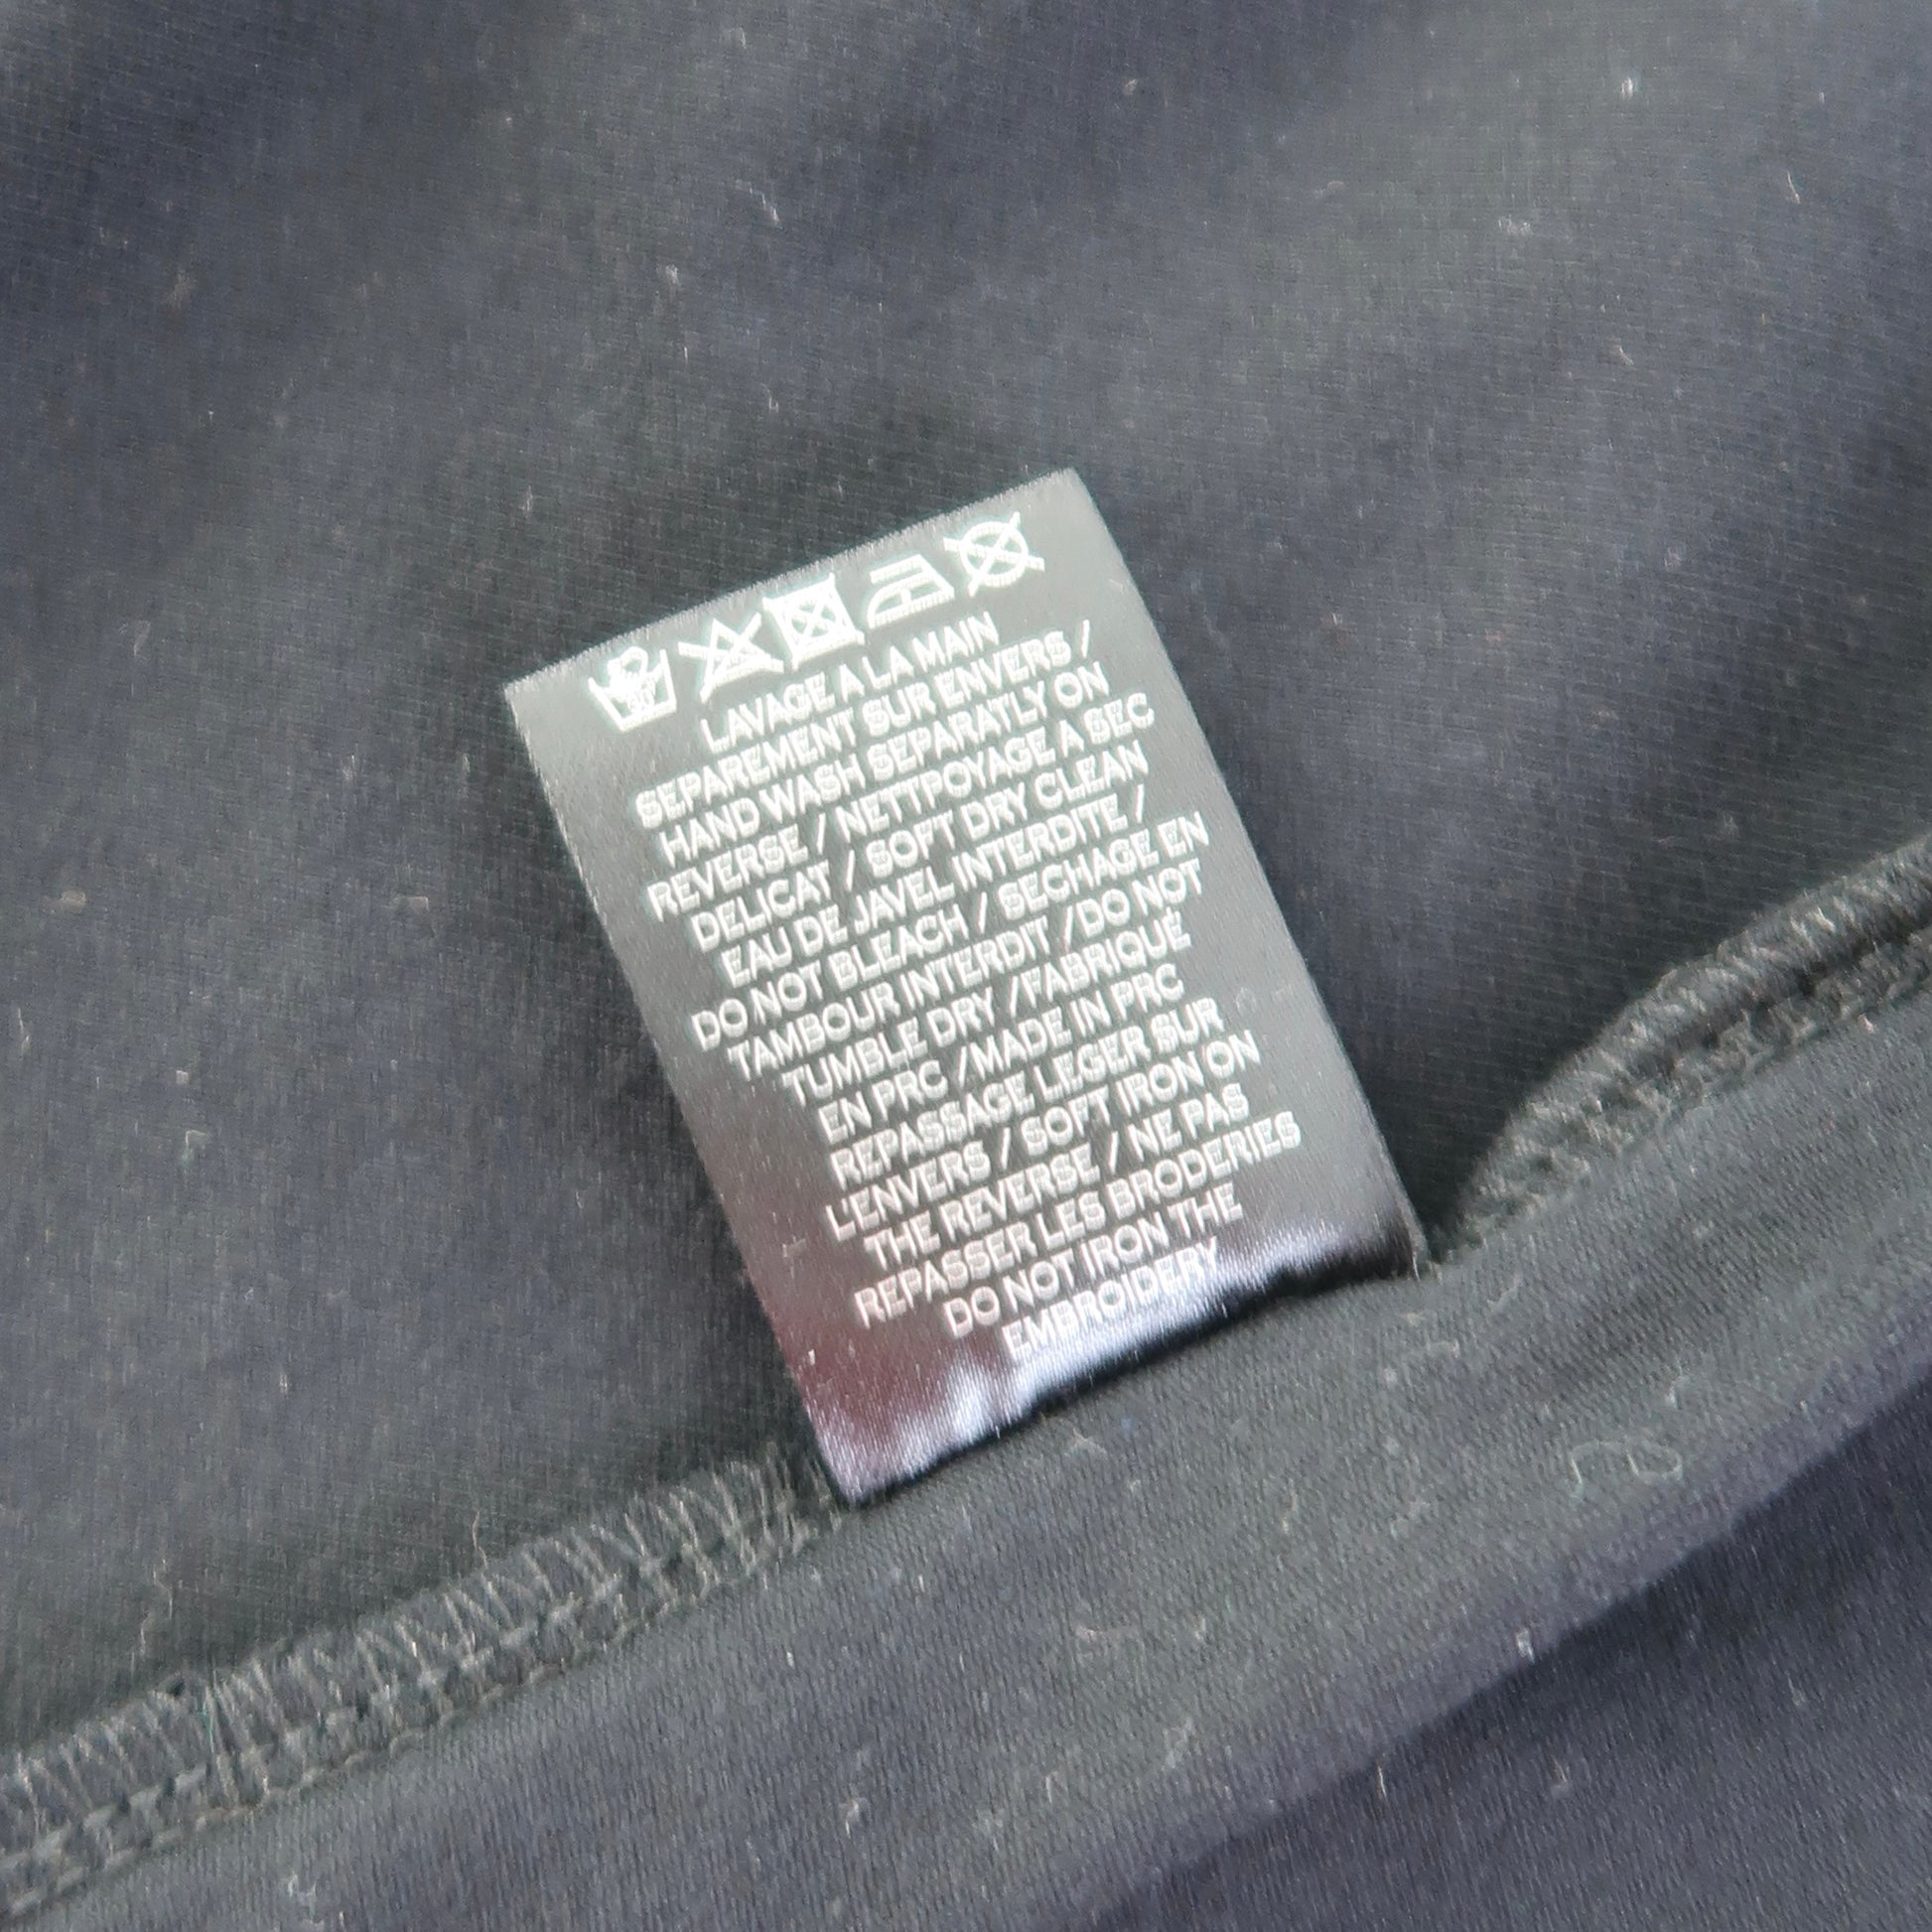 30
LAVAGE A LA MAIN
SEPAREMENT SUR ENVERS /
HAND WASH SEPARATLY ON
REVERSE / NETTPOYAGE A SEC
DELICAT / SOFT DRY CLEAN
EAU DE JAVEL INTERDITE /
DO NOT BLEACH / SECHAGE EN
TAMBOUR INTERDIT /DO NOT
TUMBLE DRY /FABRIQUÉ
EN PRC /MADE IN PRC
REPASSAGE LEGER SUR
L'ENVERS / SOFT IRON ON
THE REVERSE / NE PAS
REPASSER LES BRODERIES
DO NOT IRON THE
EMBROIDERY